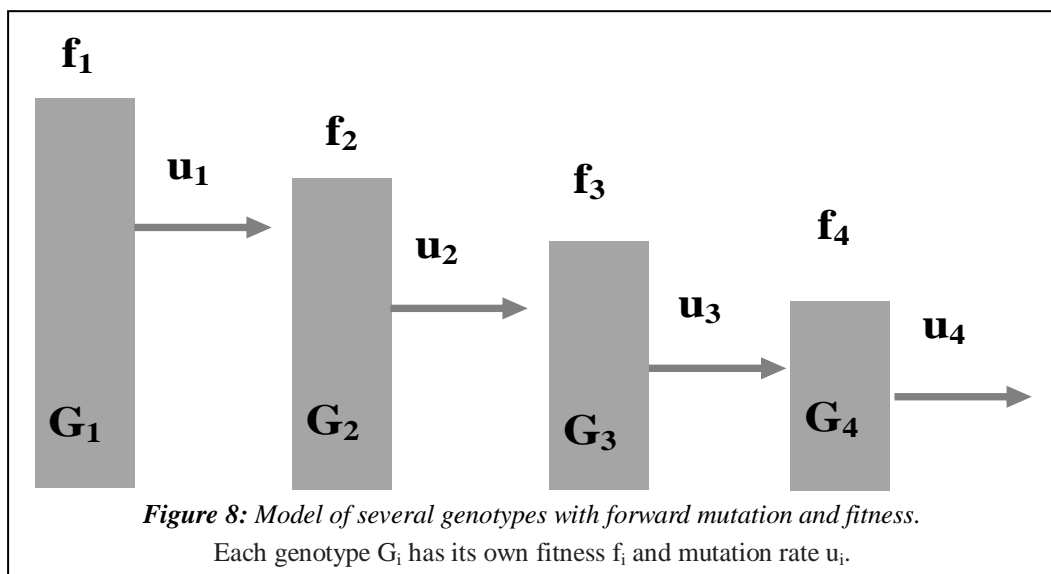 f₁
f₂
u₁
f₃
f₄
u₂
u₃
u₄
G₁
G₂
G₃
G₄
Figure 8: Model of several genotypes with forward mutation and fitness.
Each genotype Gᵢ has its own fitness fᵢ and mutation rate uᵢ.